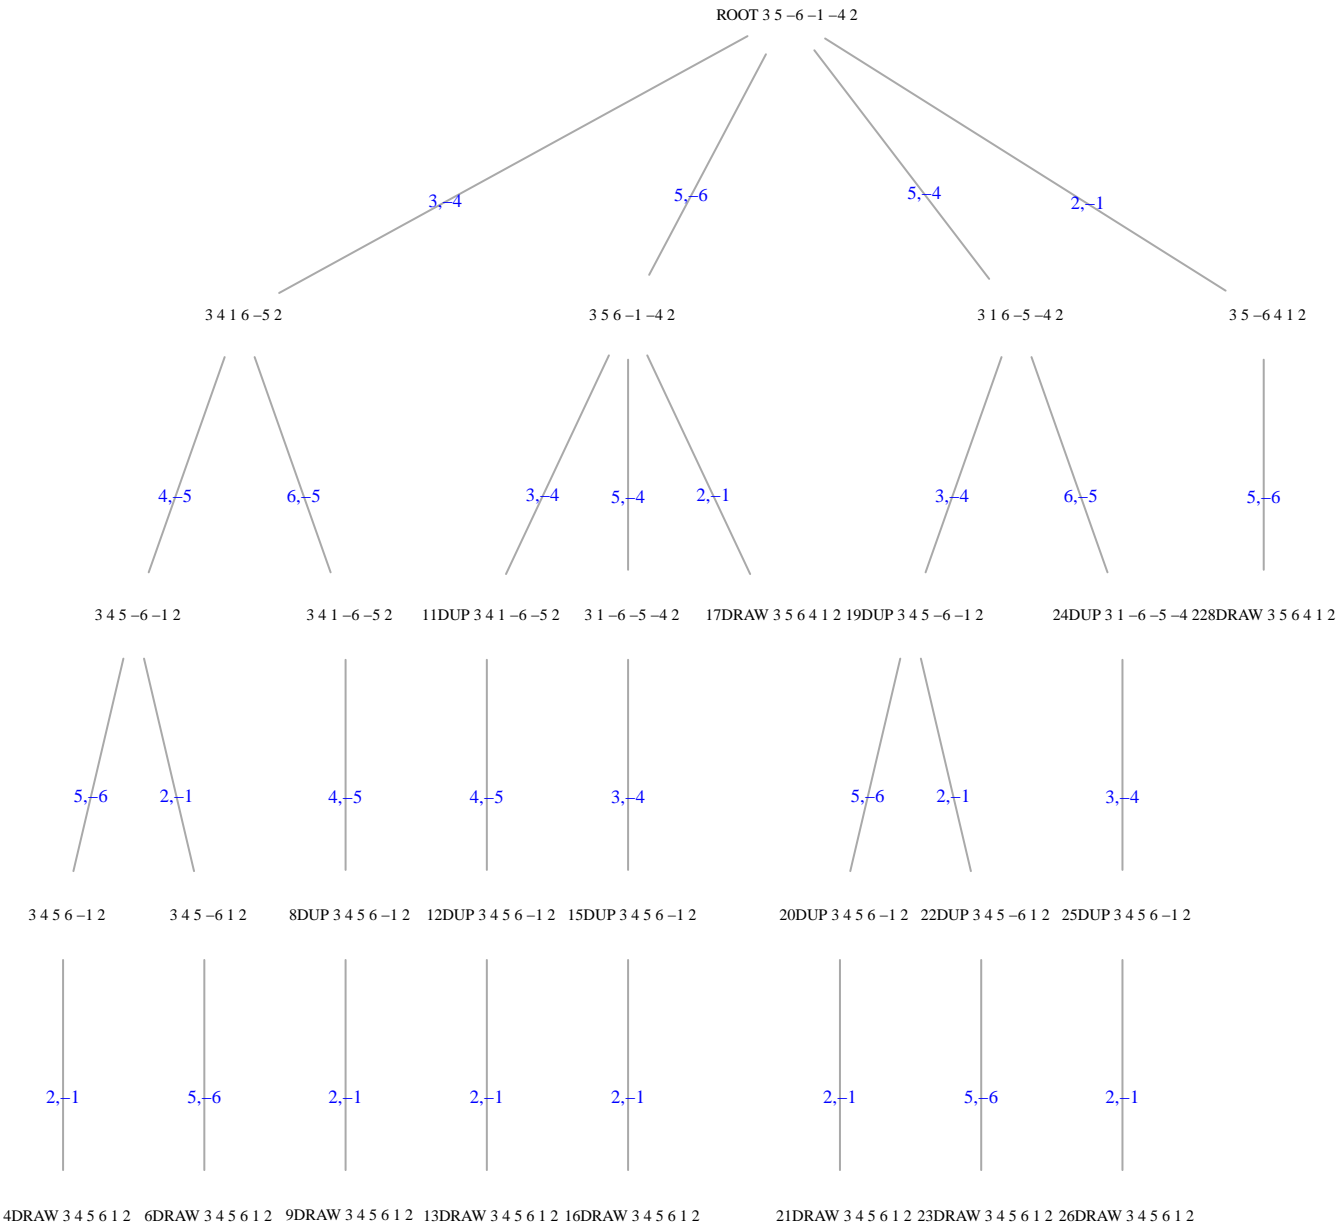 ROOT 3 5 −6 −1 −4 2
3,−4
5,−6
5,−4
2,−1
3 4 1 6 −5 2
3 5 6 −1 −4 2
3 1 6 −5 −4 2
3 5 −6 4 1 2
4,−5
6,−5
3,−4
5,−4
2,−1
3,−4
6,−5
5,−6
3 4 5 −6 −1 2
3 4 1 −6 −5 2
11DUP 3 4 1 −6 −5 2
3 1 −6 −5 −4 2
17DRAW 3 5 6 4 1 2
19DUP 3 4 5 −6 −1 2
24DUP 3 1 −6 −5 −4 2
28DRAW 3 5 6 4 1 2
5,−6
2,−1
4,−5
4,−5
3,−4
5,−6
2,−1
3,−4
3 4 5 6 −1 2
3 4 5 −6 1 2
8DUP 3 4 5 6 −1 2
12DUP 3 4 5 6 −1 2
15DUP 3 4 5 6 −1 2
20DUP 3 4 5 6 −1 2
22DUP 3 4 5 −6 1 2
25DUP 3 4 5 6 −1 2
2,−1
5,−6
2,−1
2,−1
2,−1
2,−1
5,−6
2,−1
4DRAW 3 4 5 6 1 2
6DRAW 3 4 5 6 1 2
9DRAW 3 4 5 6 1 2
13DRAW 3 4 5 6 1 2
16DRAW 3 4 5 6 1 2
21DRAW 3 4 5 6 1 2
23DRAW 3 4 5 6 1 2
26DRAW 3 4 5 6 1 2